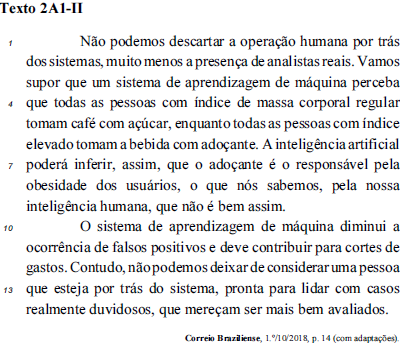 Texto 2A1-II
1 Não podemos descartar a operação humana por trás
dos sistemas, muito menos a presença de analistas reais. Vamos
supor que um sistema de aprendizagem de máquina perceba
4 que todas as pessoas com índice de massa corporal regular
tomam café com açúcar, enquanto todas as pessoas com índice
elevado tomam a bebida com adoçante. A inteligência artificial
7 poderá inferir, assim, que o adoçante é o responsável pela
obesidade dos usuários, o que nós sabemos, pela nossa
inteligência humana, que não é bem assim.
10 O sistema de aprendizagem de máquina diminui a
ocorrência de falsos positivos e deve contribuir para cortes de
gastos. Contudo, não podemos deixar de considerar uma pessoa
13 que esteja por trás do sistema, pronta para lidar com casos
realmente duvidosos, que mereçam ser mais bem avaliados.
Correio Braziliense, 1.º/10/2018, p. 14 (com adaptações).